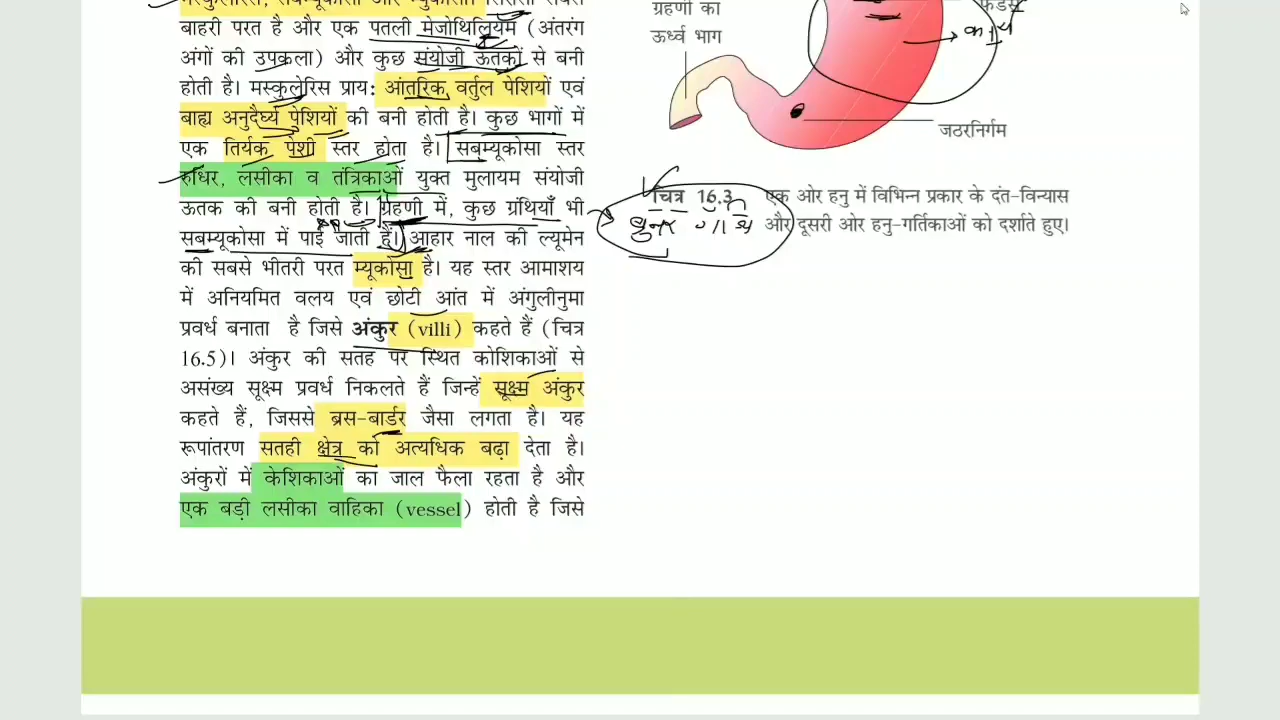 बाहरी परत है और एक पतली मेजोथिलियम (अंतरंग
अंगों की उपकला) और कुछ संयोजी ऊतकों से बनी
होती है। मस्कुलेरिस प्राय: आंतरिक वर्तुल पेशियों एवं
बाह्य अनुदैर्घ्य पेशियों की बनी होती है। कुछ भागों में
एक तिर्यक पेशी स्तर होता है। सबम्यूकोसा स्तर
रुधिर, लसीका व तंत्रिकाओं युक्त मुलायम संयोजी
ऊतक की बनी होती है। ग्रहणी में, कुछ ग्रंथियाँ भी
सबम्यूकोसा में पाई जाती हैं। आहार नाल की ल्यूमेन
की सबसे भीतरी परत म्यूकोसा है। यह स्तर आमाशय
में अनियमित वलय एवं छोटी आंत में अंगुलीनुमा
प्रवर्ध बनाता है जिसे अंकुर (villi) कहते हैं (चित्र
16.5)। अंकुर की सतह पर स्थित कोशिकाओं से
असंख्य सूक्ष्म प्रवर्ध निकलते हैं जिन्हें सूक्ष्म अंकुर
कहते हैं, जिससे ब्रस-बार्डर जैसा लगता है। यह
रूपांतरण सतही क्षेत्र को अत्यधिक बढ़ा देता है।
अंकुरों में केशिकाओं का जाल फैला रहता है और
एक बड़ी लसीका वाहिका (vessel) होती है जिसे
ग्रहणी का
ऊर्ध्व भाग
फंडस
जठरनिर्गम
चित्र 16.3 एक ओर हनु में विभिन्न प्रकार के दंत-विन्यास
और दूसरी ओर हनु-गर्तिकाओं को दर्शाते हुए।